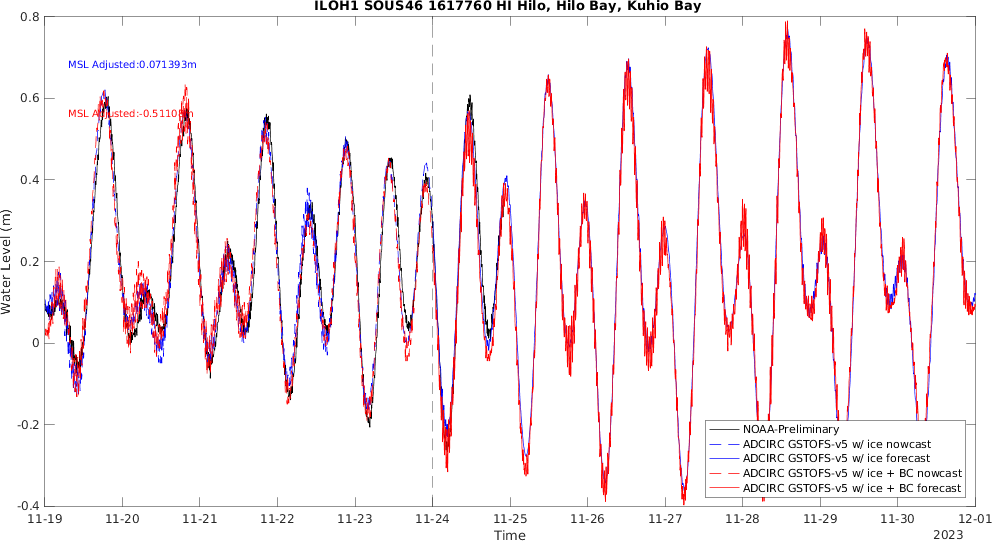 ILOH1 SOUS46 1617760 HI Hilo, Hilo Bay, Kuhio Bay
0.8
0.6
0.4
0.2
0
-0.2
-0.4
Water Level (m)
MSL Adjusted:0.071393m
MSL Adjusted:-0.5110
NOAA-Preliminary
ADCIRC GSTOFS-v5 w/ ice nowcast
ADCIRC GSTOFS-v5 w/ ice forecast
ADCIRC GSTOFS-v5 w/ ice + BC nowcast
ADCIRC GSTOFS-v5 w/ ice + BC forecast
11-19 11-20 11-21 11-22 11-23 11-24 11-25 11-26 11-27 11-28 11-29 11-30 12-01
Time
2023